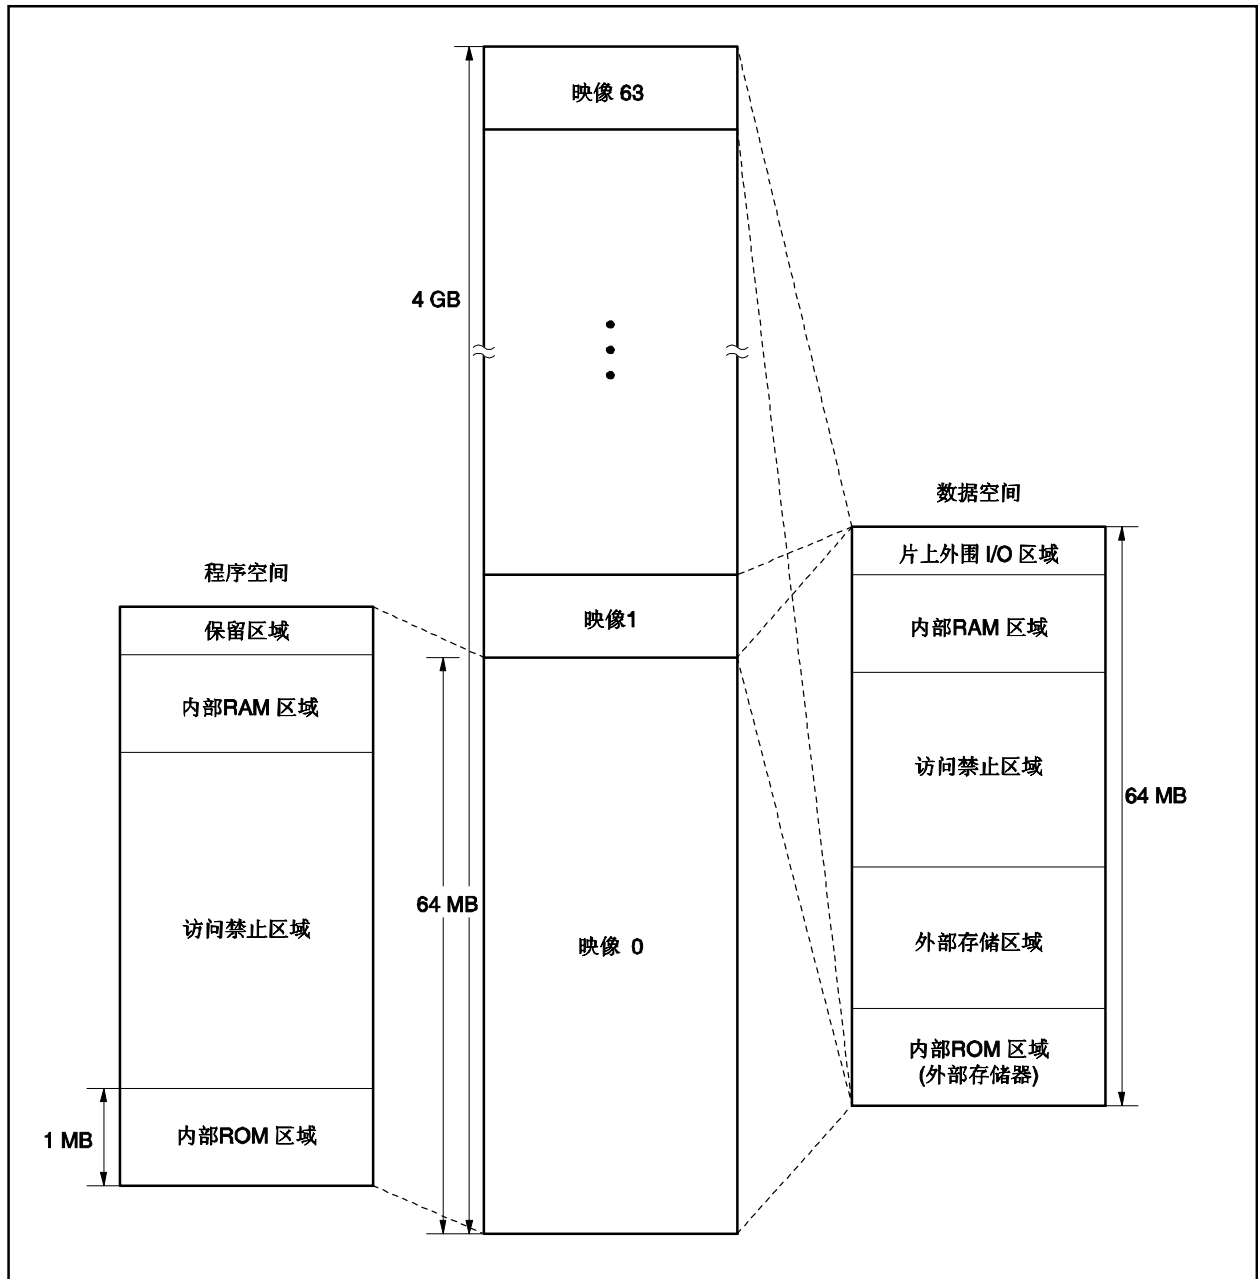 映像 63
4 GB
数据空间
片上外围 I/O 区域
程序空间
保留区域
映像1
内部RAM 区域
内部RAM 区域
访问禁止区域
64 MB
64 MB
访问禁止区域
映像 0
外部存储区域
内部ROM 区域
(外部存储器)
1 MB
内部ROM 区域